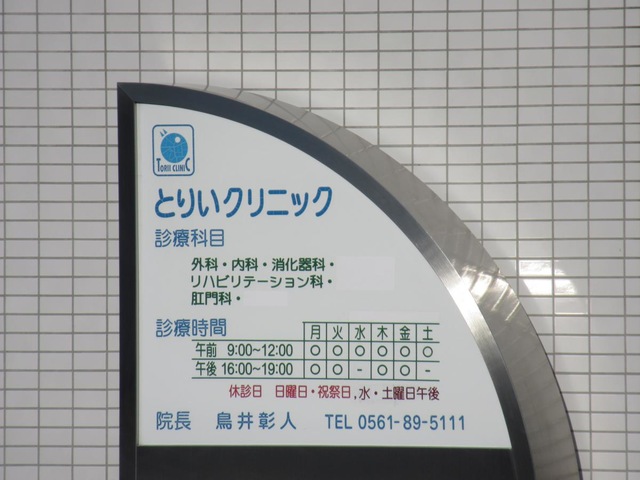 TORII CLINIC
とりいクリニック
診療科目
外科・内科・消化器科・
リハビリテーション科・
肛門科・
診療時間 月 火 水 木 金 土
午前 9:00~12:00 ○ ○ ○ ○ ○ ○
午後 16:00~19:00 ○ ○ - ○ ○ -
休診日 日曜日・祝祭日,水・土曜日午後
院長 鳥井彰人 TEL 0561-89-5111